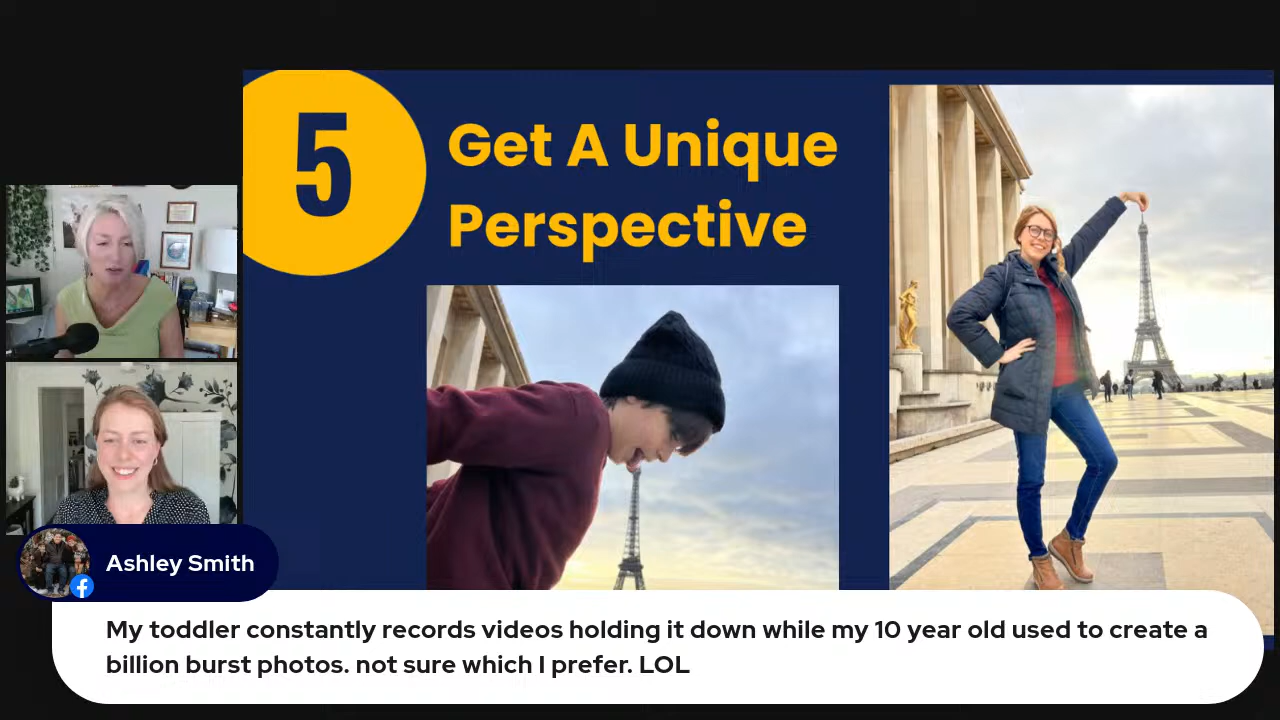 5
Get A Unique
Perspective
Ashley Smith
My toddler constantly records videos holding it down while my 10 year old used to create a
billion burst photos. not sure which I prefer. LOL